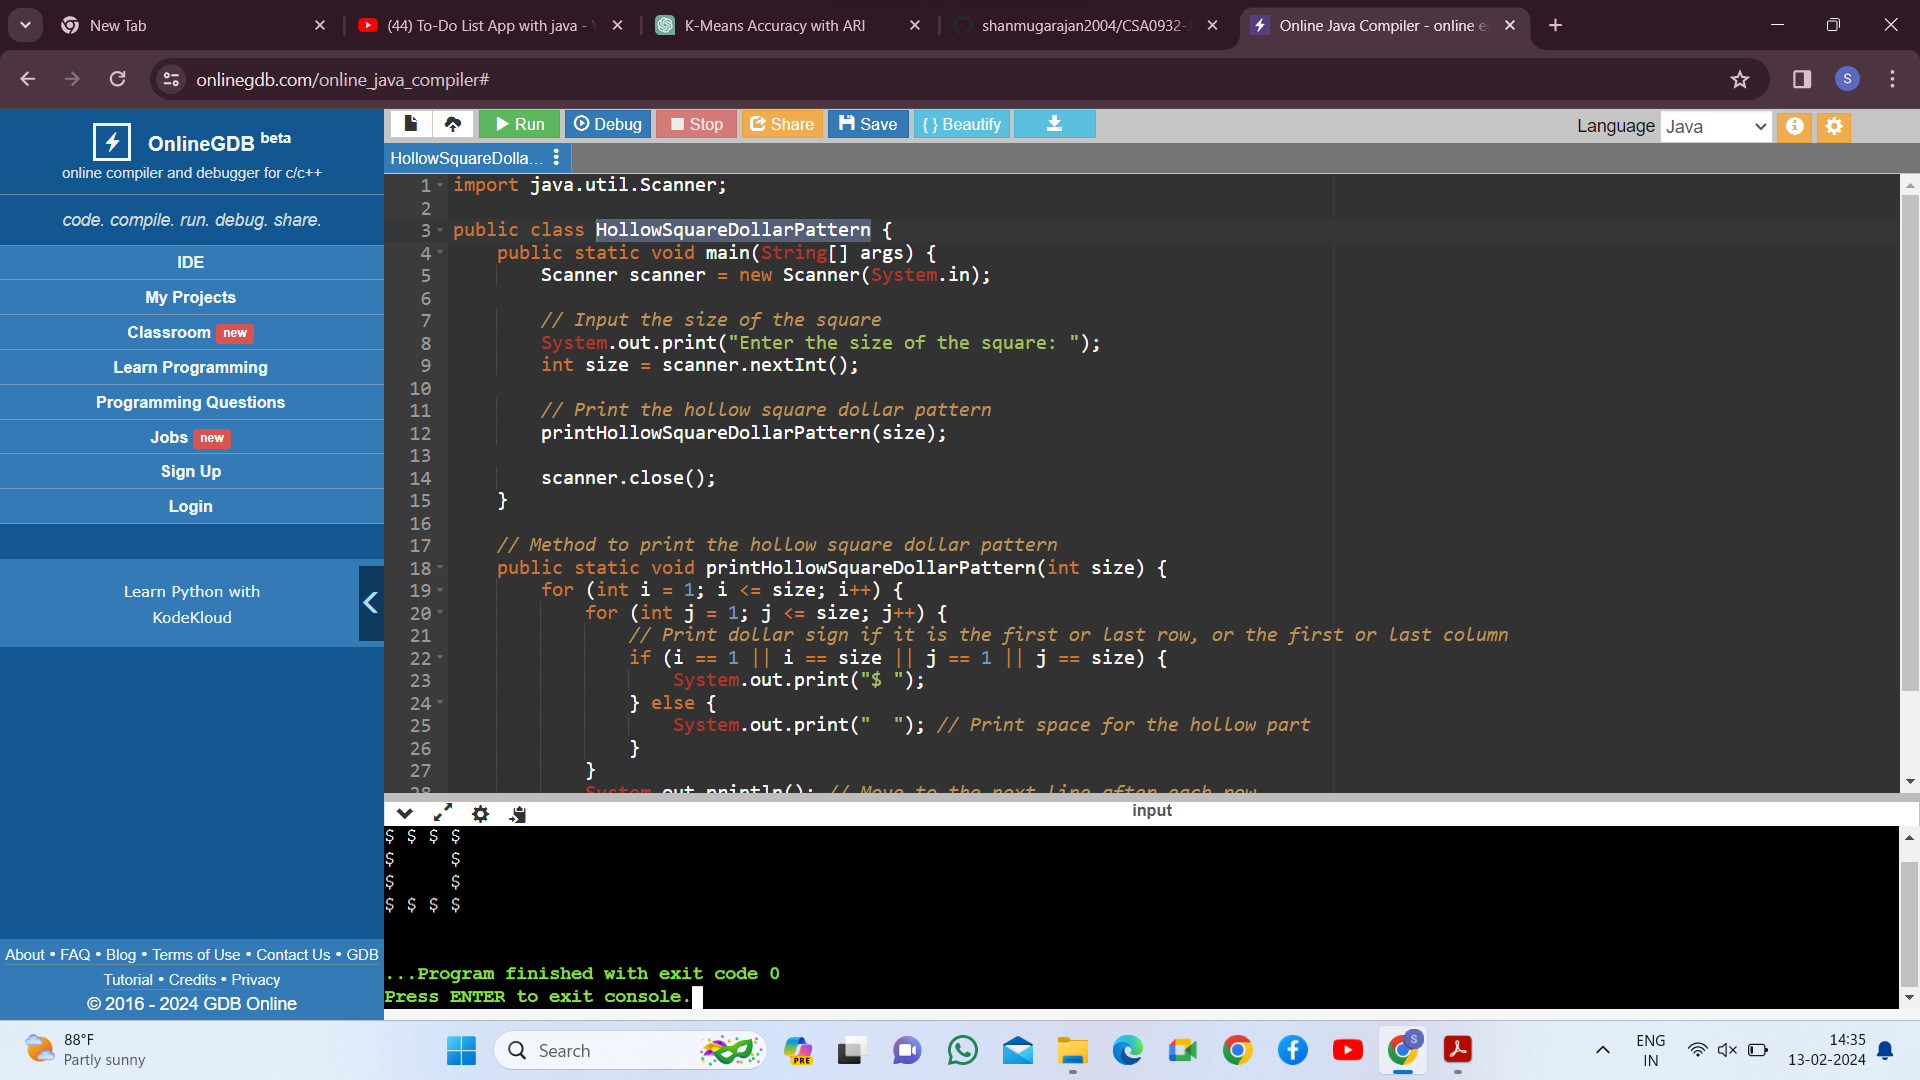 New Tab
(44) To-Do List App with java -
K-Means Accuracy with ARI
shanmugarajan2004/CSA0932-
Online Java Compiler - online e
onlinegdb.com/online_java_compiler#
S
Run
Debug
Stop
Share
Save
{ } Beautify
Language Java
OnlineGDB beta
online compiler and debugger for c/c++
code. compile. run. debug. share.
IDE
My Projects
Classroom new
Learn Programming
Programming Questions
Jobs new
Sign Up
Login
Learn Python with
KodeKloud
About • FAQ • Blog • Terms of Use • Contact Us • GDB
Tutorial • Credits • Privacy
© 2016 - 2024 GDB Online
HollowSquareDolla...
1 import java.util.Scanner;
2
3 public class HollowSquareDollarPattern {
4 public static void main(String[] args) {
5 Scanner scanner = new Scanner(System.in);
6
7 // Input the size of the square
8 System.out.print("Enter the size of the square: ");
9 int size = scanner.nextInt();
10
11 // Print the hollow square dollar pattern
12 printHollowSquareDollarPattern(size);
13
14 scanner.close();
15 }
16
17 // Method to print the hollow square dollar pattern
18 public static void printHollowSquareDollarPattern(int size) {
19 for (int i = 1; i <= size; i++) {
20 for (int j = 1; j <= size; j++) {
21 // Print dollar sign if it is the first or last row, or the first or last column
22 if (i == 1 || i == size || j == 1 || j == size) {
23 System.out.print("$ ");
24 } else {
25 System.out.print("  "); // Print space for the hollow part
26 }
27 }
28 System.out.println(); // Move to the next line after each row
input
$ $ $ $
$     $
$     $
$ $ $ $
...Program finished with exit code 0
Press ENTER to exit console.
88°F
Partly sunny
Search
PRE
S
ENG
IN
14:35
13-02-2024